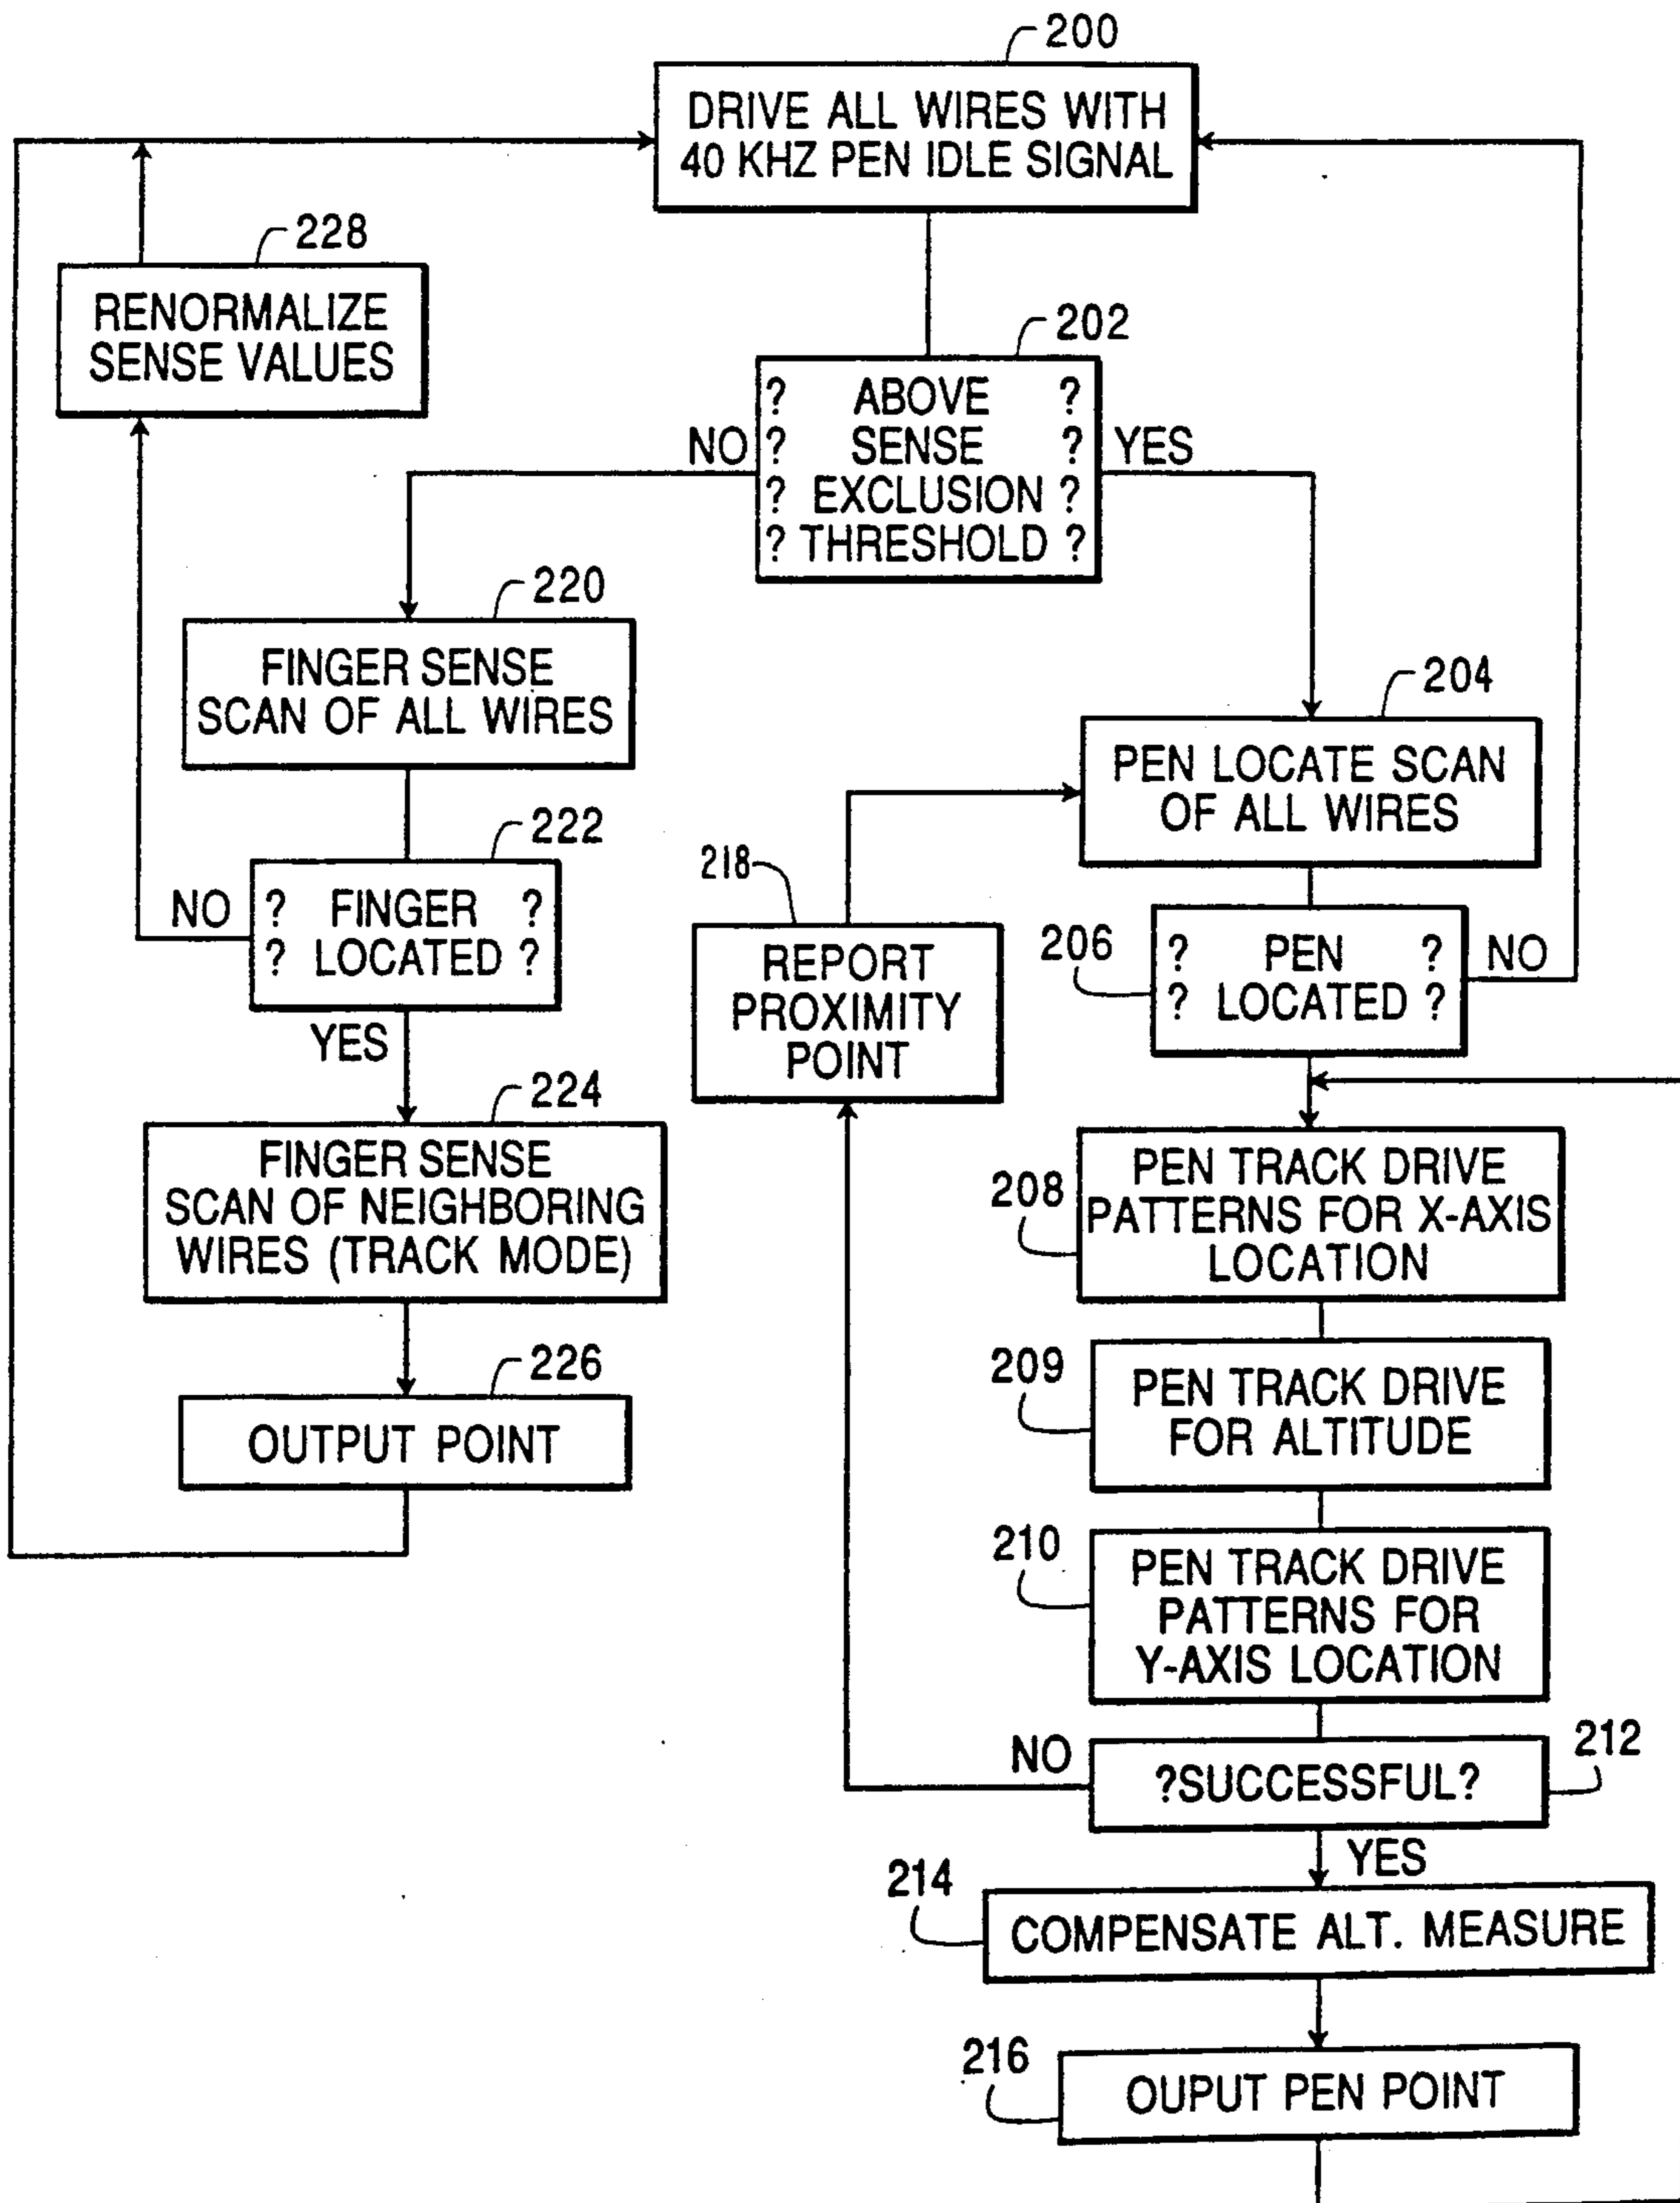 200
DRIVE ALL WIRES WITH
40 KHZ PEN IDLE SIGNAL
228
RENORMALIZE
SENSE VALUES
202
? ABOVE ?
? SENSE ?
? EXCLUSION ?
? THRESHOLD ?
NO
YES
220
FINGER SENSE
SCAN OF ALL WIRES
204
PEN LOCATE SCAN
OF ALL WIRES
222
? FINGER ?
? LOCATED ?
NO
YES
218
REPORT
PROXIMITY
POINT
206
? PEN ?
? LOCATED ?
NO
224
FINGER SENSE
SCAN OF NEIGHBORING
WIRES (TRACK MODE)
208
PEN TRACK DRIVE
PATTERNS FOR X-AXIS
LOCATION
226
OUTPUT POINT
209
PEN TRACK DRIVE
FOR ALTITUDE
210
PEN TRACK DRIVE
PATTERNS FOR
Y-AXIS LOCATION
NO
?SUCCESSFUL?
212
YES
214
COMPENSATE ALT. MEASURE
216
OUPUT PEN POINT